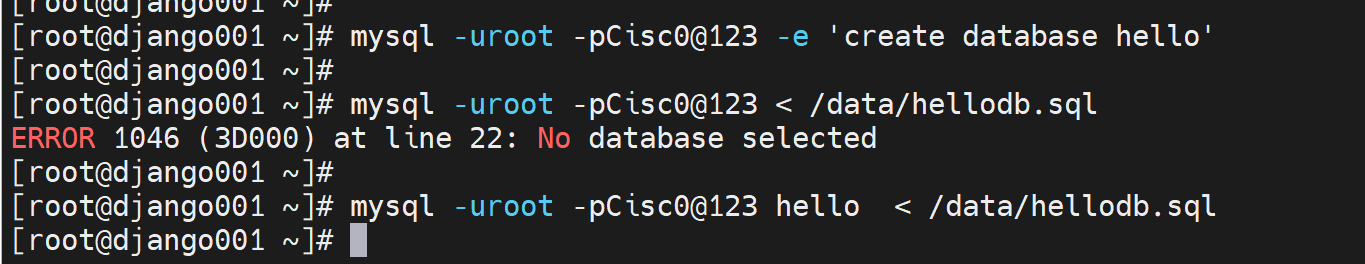 [root@django001 ~]#
[root@django001 ~]# mysql -uroot -pCisc0@123 -e 'create database hello'
[root@django001 ~]#
[root@django001 ~]# mysql -uroot -pCisc0@123 < /data/hellodb.sql
ERROR 1046 (3D000) at line 22: No database selected
[root@django001 ~]#
[root@django001 ~]# mysql -uroot -pCisc0@123 hello  < /data/hellodb.sql
[root@django001 ~]#